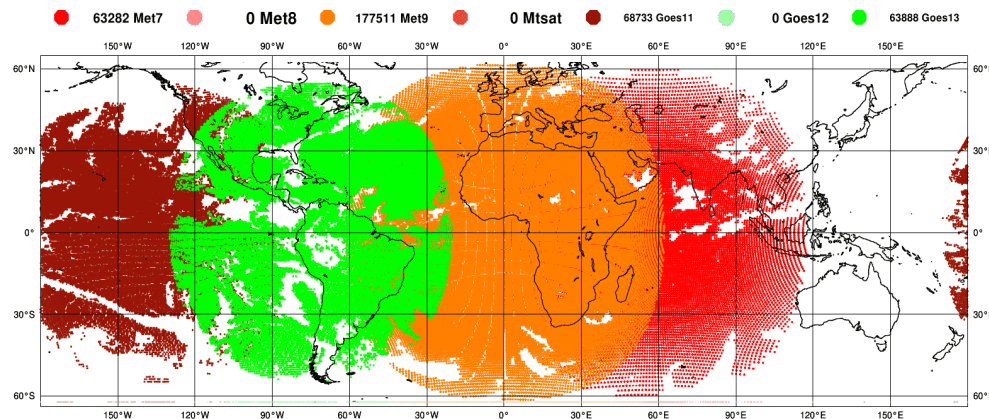 63282 Met7 0 Met8 177511 Met9 0 Mtsat 68733 Goes11 0 Goes12 63888 Goes13
150°W 120°W 90°W 60°W 30°W 0° 30°E 60°E 90°E 120°E 150°E
60°N 60°
30°N 30°
0° 0°
30°S 30°
60°S 60°
150°W 120°W 90°W 60°W 30°W 0° 30°E 60°E 90°E 120°E 150°E